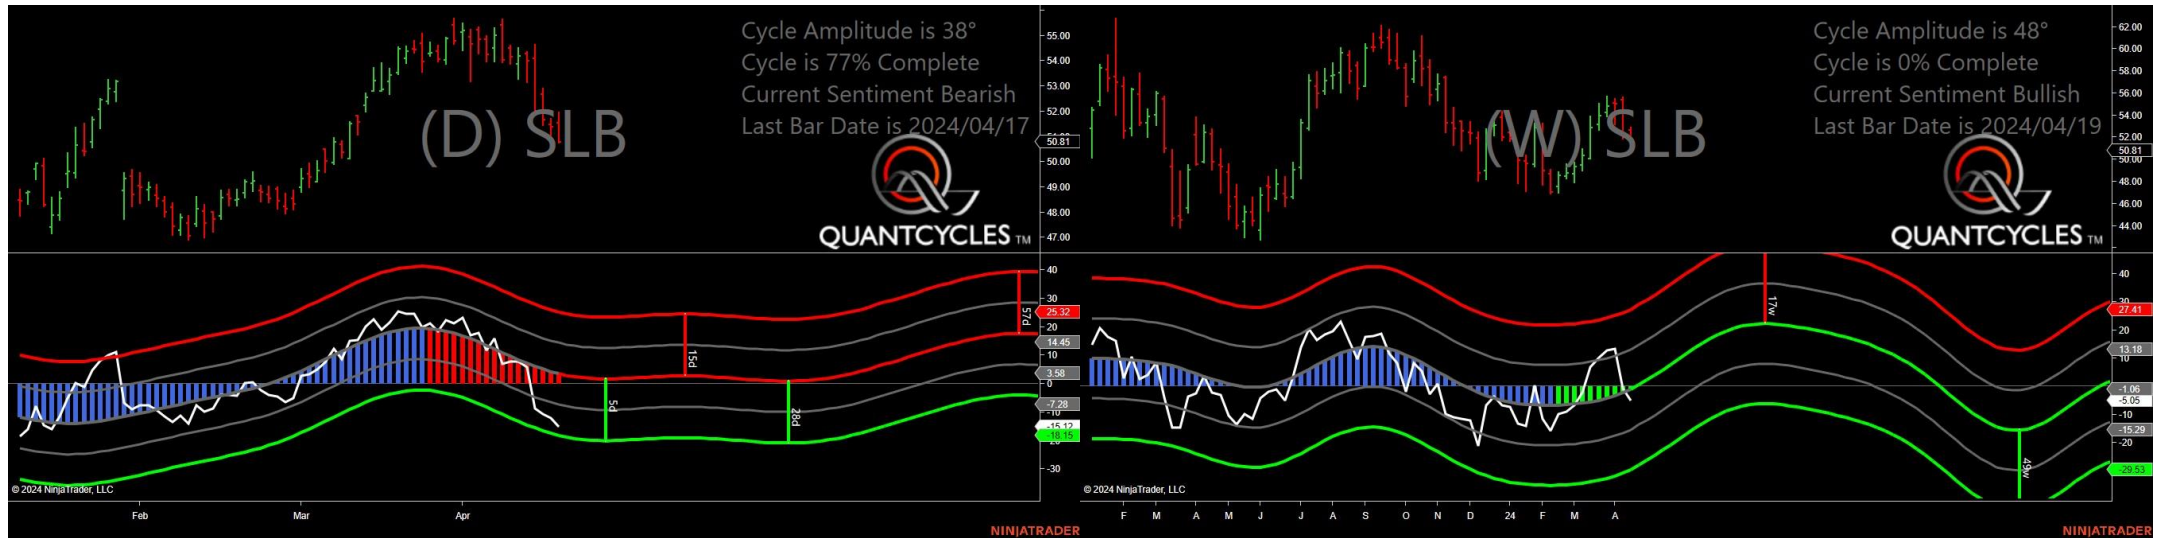 Cycle Amplitude is 38°
Cycle is 77% Complete
Current Sentiment Bearish
Last Bar Date is 2024/04/17
(D) SLB
QUANTCYCLES TM
55.00
54.00
53.00
52.00
50.81
50.00
49.00
48.00
47.00
40
30
25.32
20
14.45
10
3.58
0
-7.28
-10
-15.12
-18.15
-30
5d
15d
28d
57d
© 2024 NinjaTrader, LLC
Feb Mar Apr
NINJATRADER
Cycle Amplitude is 48°
Cycle is 0% Complete
Current Sentiment Bullish
Last Bar Date is 2024/04/19
(W) SLB
QUANTCYCLES TM
62.00
60.00
58.00
56.00
54.00
52.00
50.81
50.00
48.00
46.00
44.00
40
30
27.41
20
13.18
10
-1.06
-5.05
-10
-15.29
-20
-29.53
17w
49w
© 2024 NinjaTrader, LLC
F M A M J J A S O N D 24 F M A
NINJATRADER